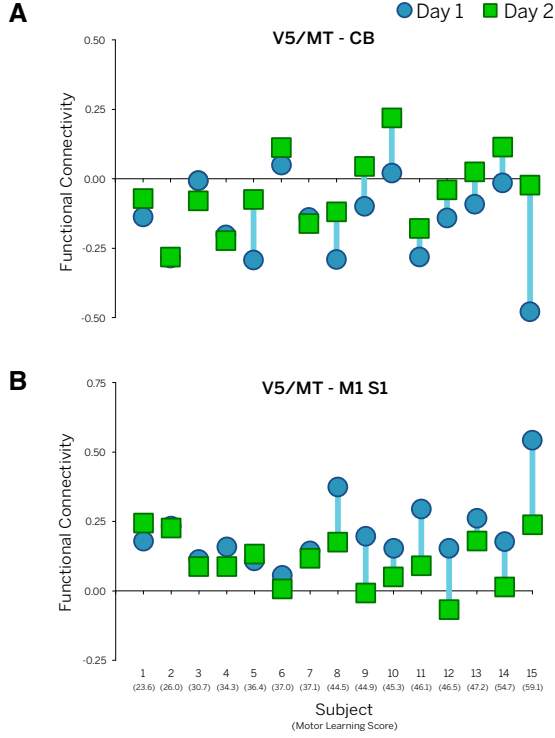 A
Day 1 Day 2
V5/MT - CB
Functional Connectivity
0.50
0.25
0.00
-0.25
-0.50
B
V5/MT - M1 S1
Functional Connectivity
0.75
0.50
0.25
0.00
-0.25
1 2 3 4 5 6 7 8 9 10 11 12 13 14 15
(23.6) (26.0) (30.7) (34.3) (36.4) (37.0) (37.1) (44.5) (44.9) (45.3) (46.1) (46.5) (47.2) (54.7) (59.1)
Subject
(Motor Learning Score)